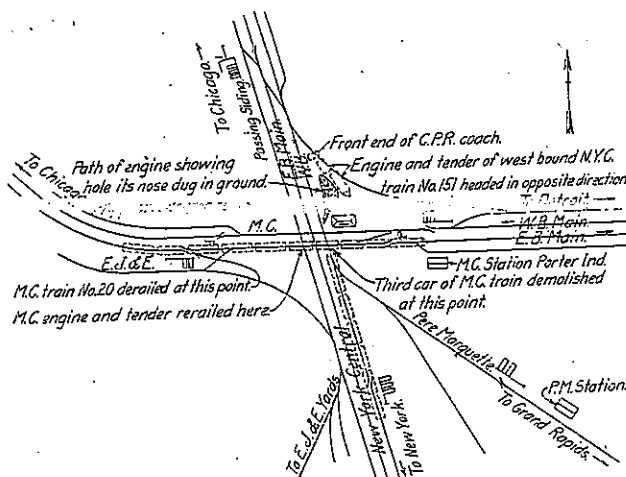 To Chicago.
Passing Siding
E.B. Main.
W.B.
Front end of C.P.R. coach.
Path of engine showing
hole its nose dug in ground.
Engine and tender of west bound N.Y.C.
train No.151 headed in opposite direction
To Chicago
To Detroit
M.C.
W.B. Main.
E.B. Main.
E.J.&E.
M.C. Station Porter Ind.
M.C. train No.20 derailed at this point.
M.C. engine and tender rerailed here
Third car of M.C. train demolished
at this point.
Pere Marquette
To Grand Rapids.
P.M. Station.
New York Central
To E.J.&E. Yards
To New York.